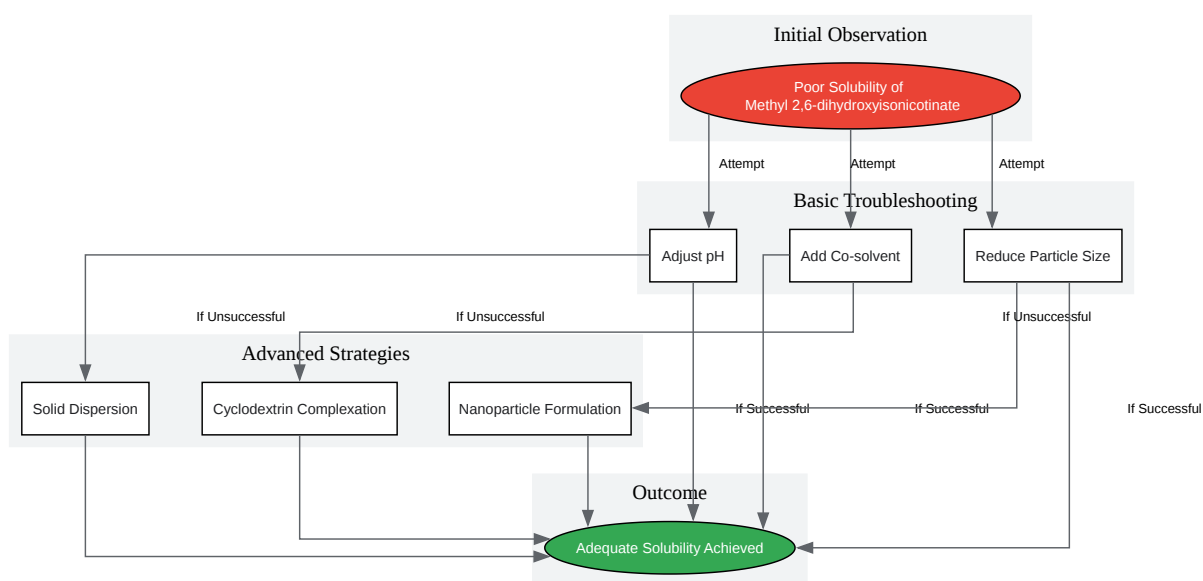 Initial Observation
Poor Solubility of
Methyl 2,6-dihydroxyisonicotinate
Attempt
Attempt
Attempt
Basic Troubleshooting
Adjust pH
Add Co-solvent
Reduce Particle Size
If Unsuccessful
If Unsuccessful
If Unsuccessful
Advanced Strategies
Solid Dispersion
Cyclodextrin Complexation
Nanoparticle Formulation
If Successful
If Successful
If Successful
Outcome
Adequate Solubility Achieved